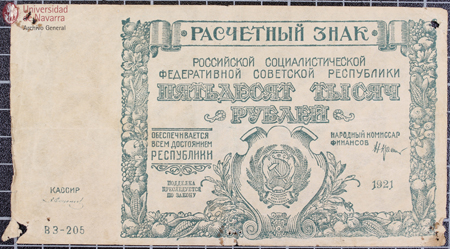 Universidad
de Navarra
Archivo General
РАСЧЕТНЫЙ ЗНАК
РОССИЙСКОЙ СОЦИАЛИСТИЧЕСКОЙ
ФЕДЕРАТИВНОЙ СОВЕТСКОЙ РЕСПУБЛИКИ
ПЯТЬДЕСЯТ ТЫСЯЧ
РУБЛЕЙ
ОБЕСПЕЧИВАЕТСЯ
ВСЕМ ДОСТОЯНИЕМ
РЕСПУБЛИКИ
НАРОДНЫЙ КОМИССАР
ФИНАНСОВ
ПОДДЕЛКА
ПРЕСЛЕДУЕТСЯ
ПО ЗАКОНУ
1921
КАССИР
ВЗ-205